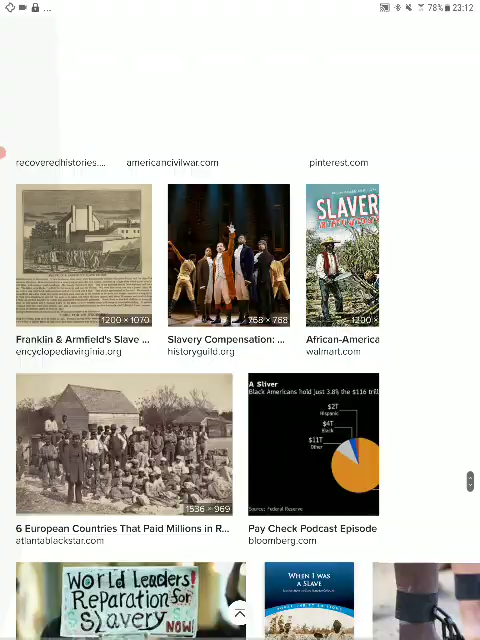 ...
78% 23:12
recoveredhistories....
americancivilwar.com
pinterest.com
SLAVER
1200 × 1070
768 × 768
1200 ×
Franklin & Armfield's Slave ...
Slavery Compensation: ...
African-America
encyclopediavirginia.org
historyguild.org
walmart.com
A Sliver
Black Americans hold just 3.8% the $116 trill
$2T
Hispanic
$4T
Black
$11T
Other
Source: Federal Reserve
1536 × 969
6 European Countries That Paid Millions in R...
Pay Check Podcast Episode
atlantablackstar.com
bloomberg.com
World Leaders!
Reparation for
Slavery
NOW!
WHEN I WAS
A SLAVE